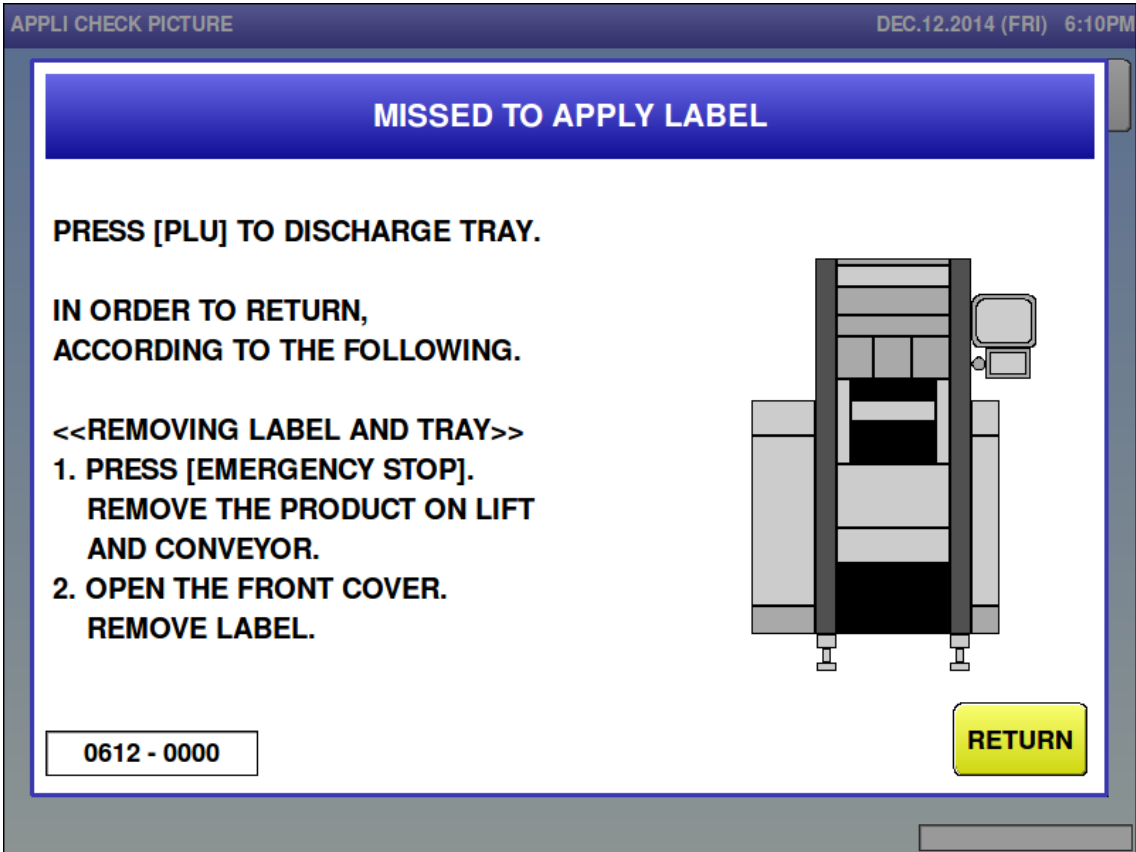 APPLI CHECK PICTURE
DEC.12.2014 (FRI) 6:10PM
MISSED TO APPLY LABEL
PRESS [PLU] TO DISCHARGE TRAY.
IN ORDER TO RETURN,
ACCORDING TO THE FOLLOWING.
<<REMOVING LABEL AND TRAY>>
1. PRESS [EMERGENCY STOP].
REMOVE THE PRODUCT ON LIFT
AND CONVEYOR.
2. OPEN THE FRONT COVER.
REMOVE LABEL.
0612 - 0000
RETURN